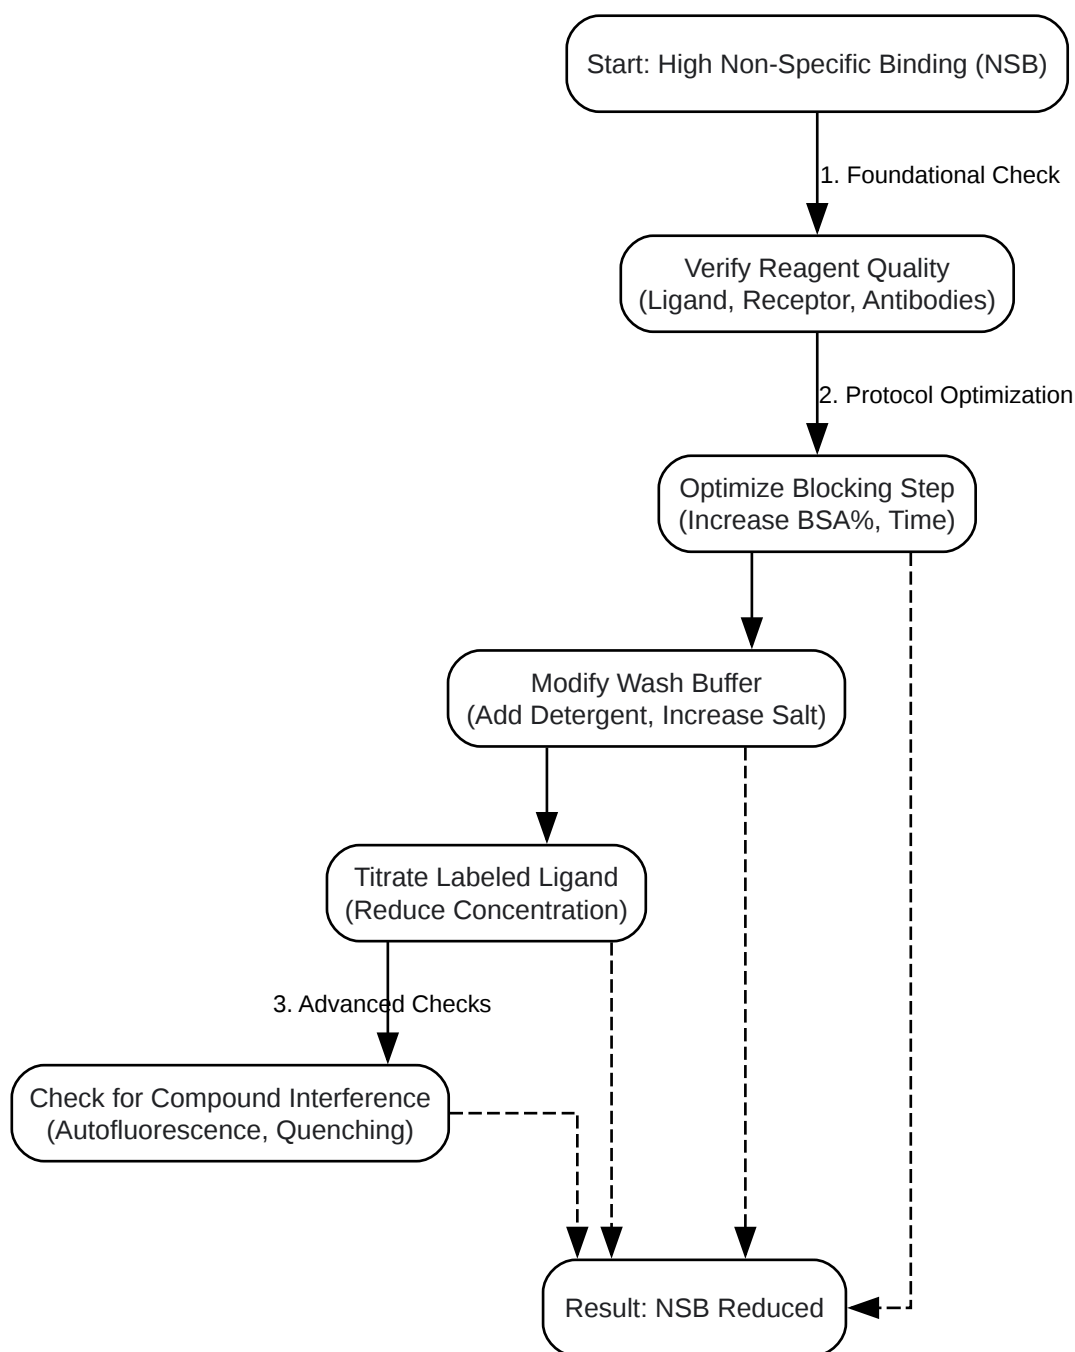 Start: High Non-Specific Binding (NSB)
1. Foundational Check
Verify Reagent Quality
(Ligand, Receptor, Antibodies)
2. Protocol Optimization
Optimize Blocking Step
(Increase BSA%, Time)
Modify Wash Buffer
(Add Detergent, Increase Salt)
Titrate Labeled Ligand
(Reduce Concentration)
3. Advanced Checks
Check for Compound Interference
(Autofluorescence, Quenching)
Result: NSB Reduced